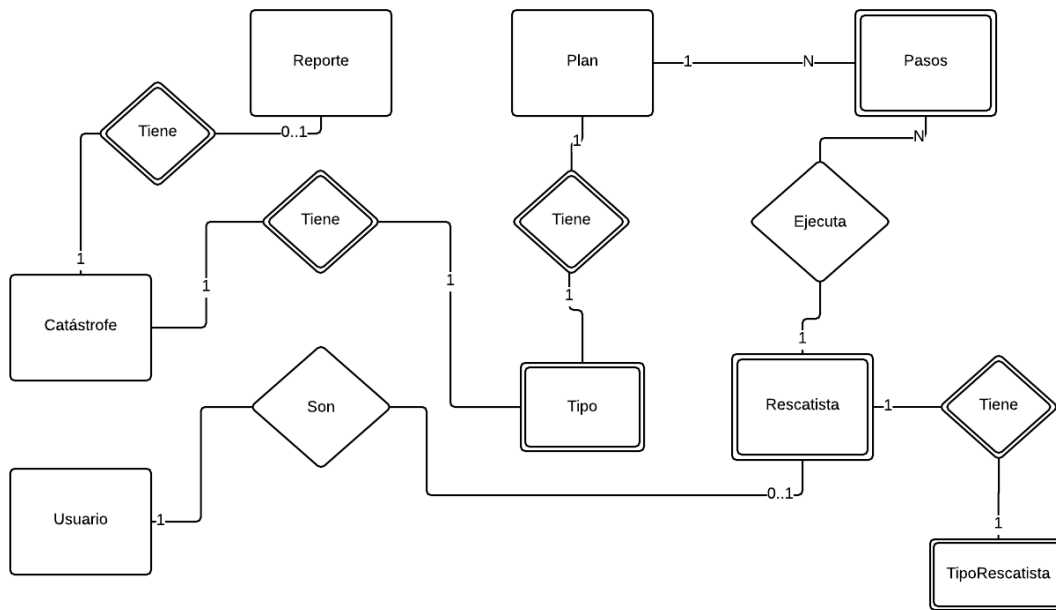 Reporte
Plan
1
N
Pasos
Tiene
0..1
1
N
Tiene
Tiene
Ejecuta
1
1
1
1
Catástrofe
1
Son
Tipo
Rescatista
1
Tiene
0..1
Usuario
1
1
TipoRescatista